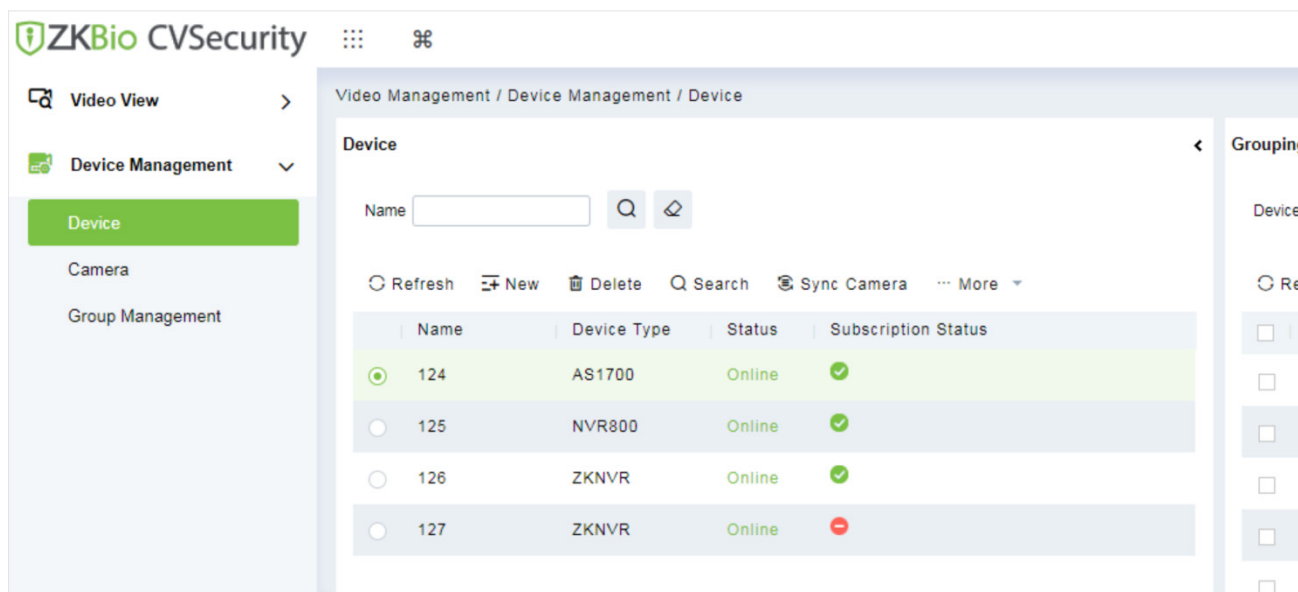 ZKBio CVSecurity
Video View
Device Management
Device
Camera
Group Management
Video Management / Device Management / Device
Device
Name
Refresh New Delete Search Sync Camera ··· More
Name Device Type Status Subscription Status
124 AS1700 Online
125 NVR800 Online
126 ZKNVR Online
127 ZKNVR Online
Grouping
Device
Re